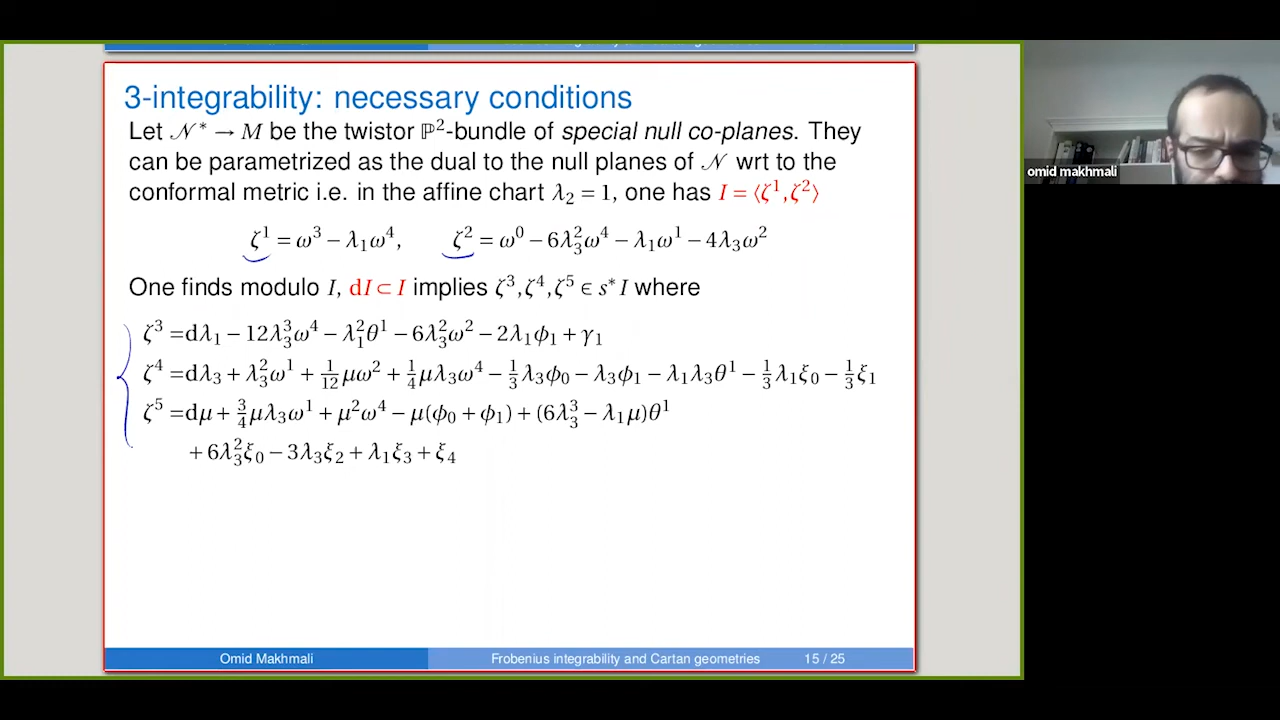 3-integrability: necessary conditions
Let 𝒩* → M be the twistor ℙ²-bundle of special null co-planes. They
can be parametrized as the dual to the null planes of 𝒩 wrt to the
conformal metric i.e. in the affine chart λ₂ = 1, one has I = ⟨ζ¹, ζ²⟩
ζ¹ = ω³ − λ₁ω⁴, ζ² = ω⁰ − 6λ₃²ω⁴ − λ₁ω¹ − 4λ₃ω²
One finds modulo I, dI ⊂ I implies ζ³, ζ⁴, ζ⁵ ∈ s*I where
ζ³ =dλ₁ − 12λ₃³ω⁴ − λ₁²θ¹ − 6λ₃²ω² − 2λ₁ϕ₁ + γ₁
ζ⁴ =dλ₃ + λ₃²ω¹ + 1/12 μω² + 1/4 μλ₃ω⁴ − 1/3 λ₃ϕ₀ − λ₃ϕ₁ − λ₁λ₃θ¹ − 1/3 λ₁ξ₀ − 1/3 ξ₁
ζ⁵ =dμ + 3/4 μλ₃ω¹ + μ²ω⁴ − μ(ϕ₀ + ϕ₁) + (6λ₃³ − λ₁μ)θ¹
+ 6λ₃²ξ₀ − 3λ₃ξ₂ + λ₁ξ₃ + ξ₄
Omid Makhmali Frobenius integrability and Cartan geometries 15 / 25
omid makhmali